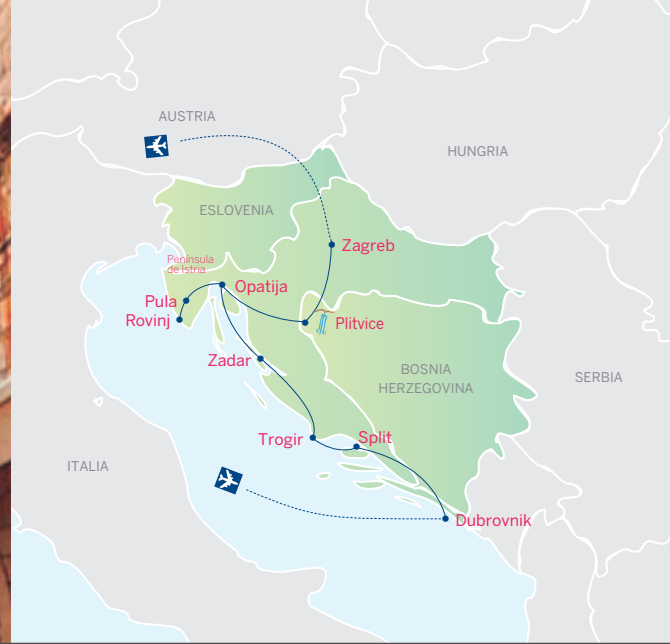 AUSTRIA
HUNGRIA
ESLOVENIA
Zagreb
Península
de Istria
Opatija
Pula
Rovinj
Plitvice
Zadar
BOSNIA
HERZEGOVINA
SERBIA
Trogir
Split
ITALIA
Dubrovnik